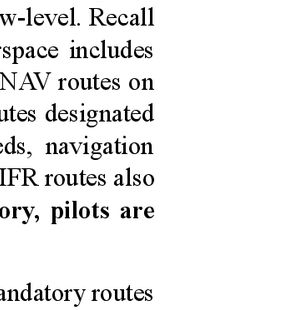 w-level. Recall
rspace includes
NAV routes on
utes designated
eds, navigation
IFR routes also
ory, pilots are
andatory routes